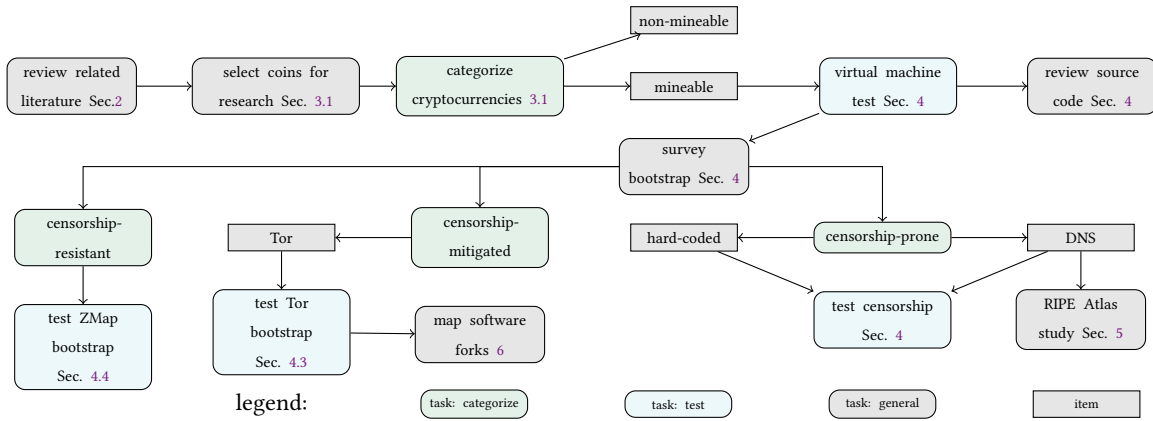 non-mineable
review related
literature Sec.2
select coins for
research Sec. 3.1
categorize
cryptocurrencies 3.1
mineable
virtual machine
test Sec. 4
review source
code Sec. 4
survey
bootstrap Sec. 4
censorship-
resistant
Tor
censorship-
mitigated
hard-coded
censorship-prone
DNS
test ZMap
bootstrap
Sec. 4.4
test Tor
bootstrap
Sec. 4.3
map software
forks 6
test censorship
Sec. 4
RIPE Atlas
study Sec. 5
legend:
task: categorize
task: test
task: general
item